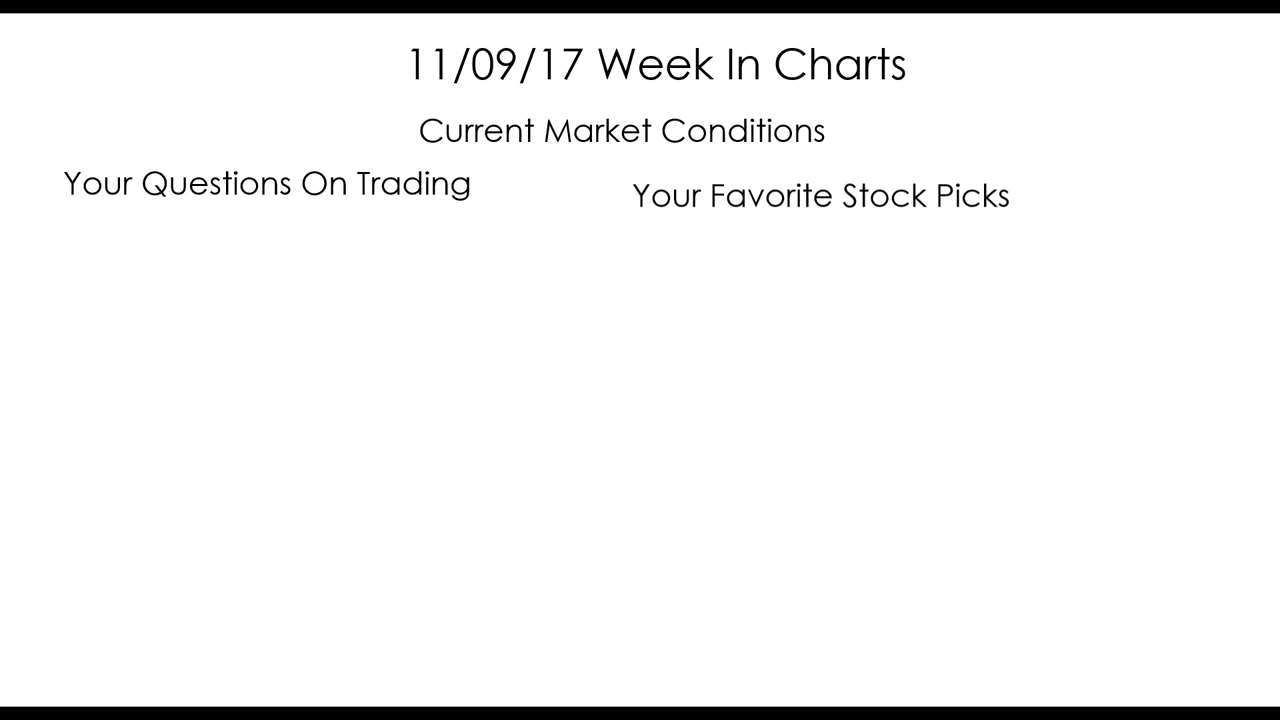 11/09/17 Week In Charts
Current Market Conditions
Your Questions On Trading
Your Favorite Stock Picks